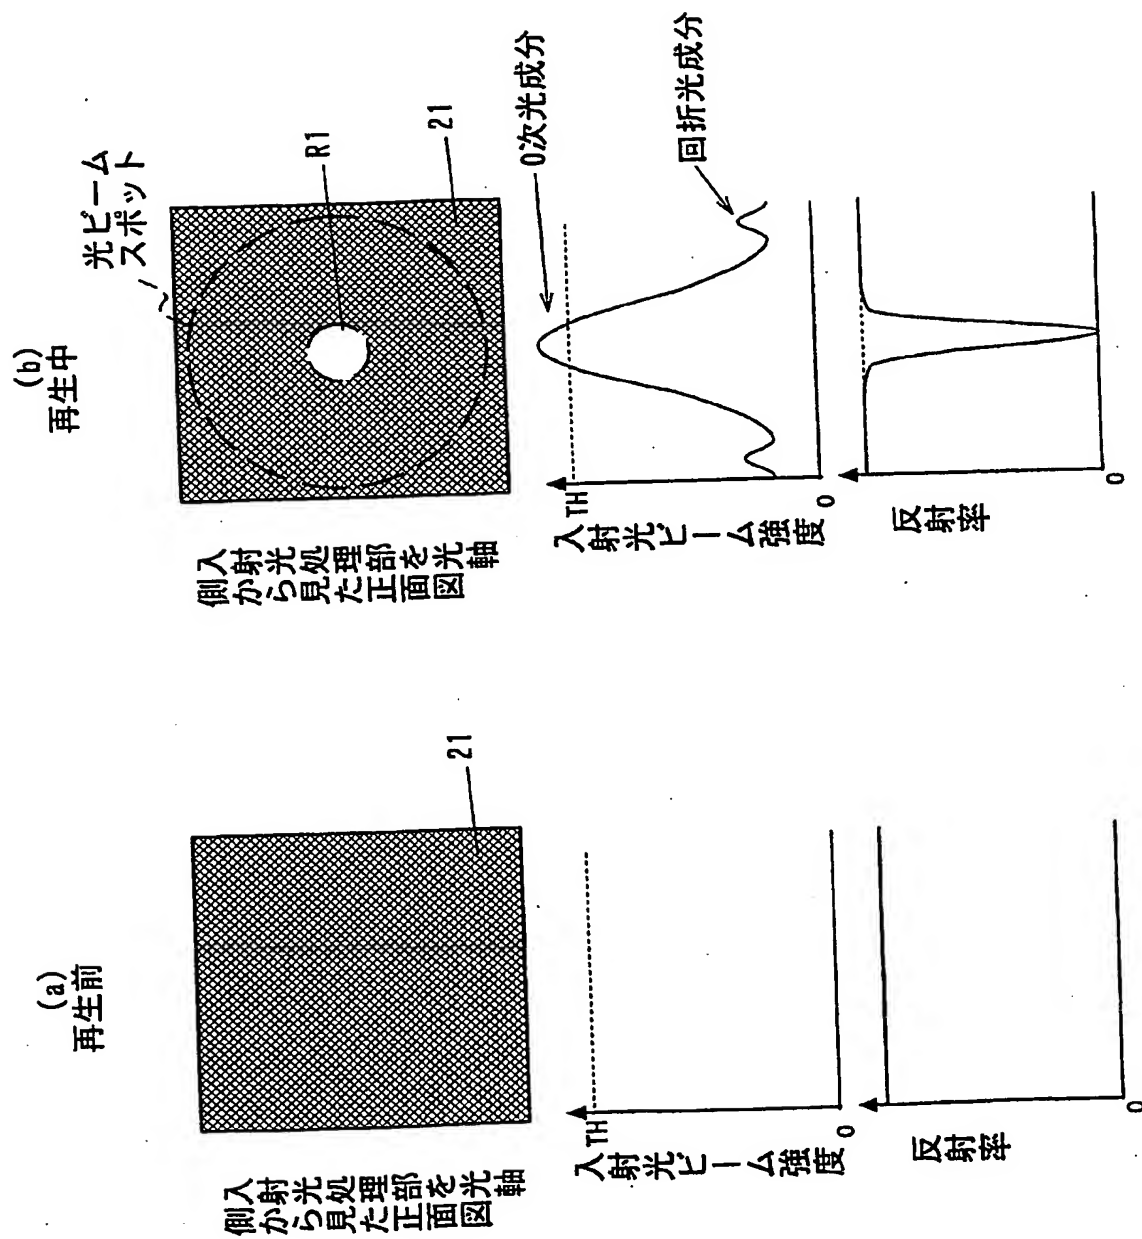 (a)
再生前
入射光処理部を光軸
側から見た正面図
21
TH
入射光ビーム強度
0
反射率
0
(b)
再生中
入射光処理部を光軸
側から見た正面図
光ビーム
スポット
R1
21
TH
入射光ビーム強度
0
0次光成分
回折光成分
反射率
0